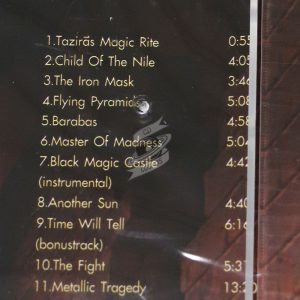 1.Taziras Magic Rite 0:55
2.Child Of The Nile 4:05
3.The Iron Mask 3:46
4.Flying Pyramids 5:08
5.Barabas 4:58
6.Master Of Madness 5:04
7.Black Magic Castle 4:42
(instrumental)
8.Another Sun 4:40
9.Time Will Tell 6:16
(bonustrack)
10.The Fight 5:37
11.Metallic Tragedy 13:20